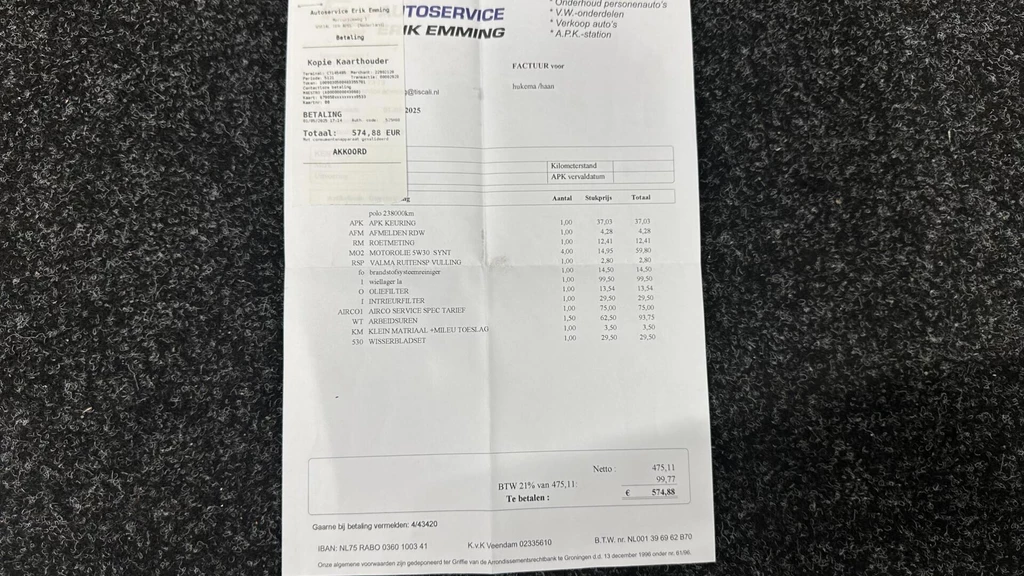 Autoservice Erik Emming
Betaling
Kopie Kaarthouder
Contactloze betaling
BETALING
Totaal: 574,88 EUR
AKKOORD
TOSERVICE
IK EMMING
* Onderhoud personenauto's
* V.W.-onderdelen
* Verkoop auto's
* A.P.K.-station
FACTUUR voor
hukema /haan
@tiscali.nl
2025
Kilometerstand
APK vervaldatum
Aantal Stukprijs Totaal
polo 238000km
APK APK KEURING 1,00 37,03 37,03
AFM AFMELDEN RDW 1,00 4,28 4,28
RM ROETMETING 1,00 12,41 12,41
MO2 MOTOROLIE 5W30 SYNT 4,00 14,95 59,80
RSP VALMA RUITENSP VULLING 1,00 2,80 2,80
fo brandstofsysteemreiniger 1,00 14,50 14,50
1 wiellager la 1,00 99,50 99,50
O OLIEFILTER 1,00 13,54 13,54
I INTRIEURFILTER 1,00 29,50 29,50
AIRCO1 AIRCO SERVICE SPEC TARIEF 1,00 75,00 75,00
WT ARBEIDSUREN 1,50 62,50 93,75
KM KLEIN MATRIAAL +MILEU TOESLAG 1,00 3,50 3,50
530 WISSERBLADSET 1,00 29,50 29,50
Netto : 475,11
BTW 21% van 475,11: 99,77
Te betalen : € 574,88
Gaarne bij betaling vermelden: 4/43420
IBAN: NL75 RABO 0360 1003 41 K.v.K Veendam 02335610 B.T.W. nr. NL001 39 69 62 B70
Onze algemene voorwaarden zijn gedeponeerd ter Griffie van de Arrondissementsrechtbank te Groningen d.d. 13 december 1996 onder nr. 61/96.